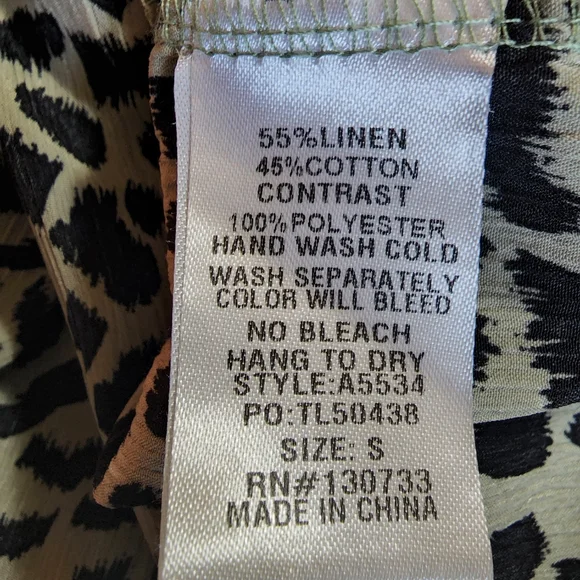 55%LINEN
45%COTTON
CONTRAST
100%POLYESTER
HAND WASH COLD
WASH SEPARATELY
COLOR WILL BLEED
NO BLEACH
HANG TO DRY
STYLE:A5534
PO:TL50438
SIZE: S
RN#130733
MADE IN CHINA